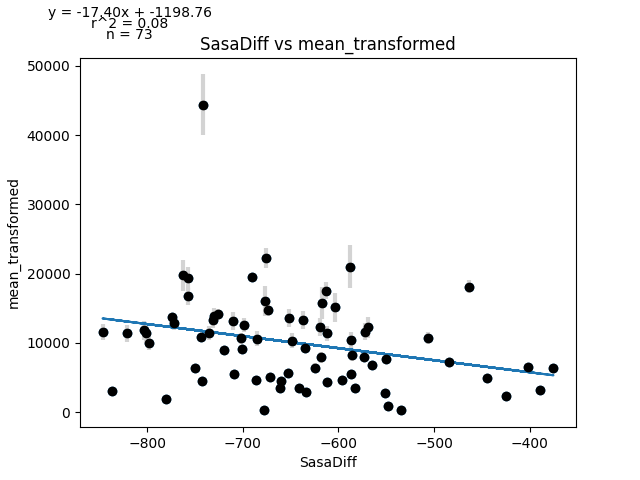 y = -17.40x + -1198.76
r^2 = 0.08
n = 73
SasaDiff vs mean_transformed
50000
40000
30000
20000
10000
0
mean_transformed
−800 −700 −600 −500 −400
SasaDiff